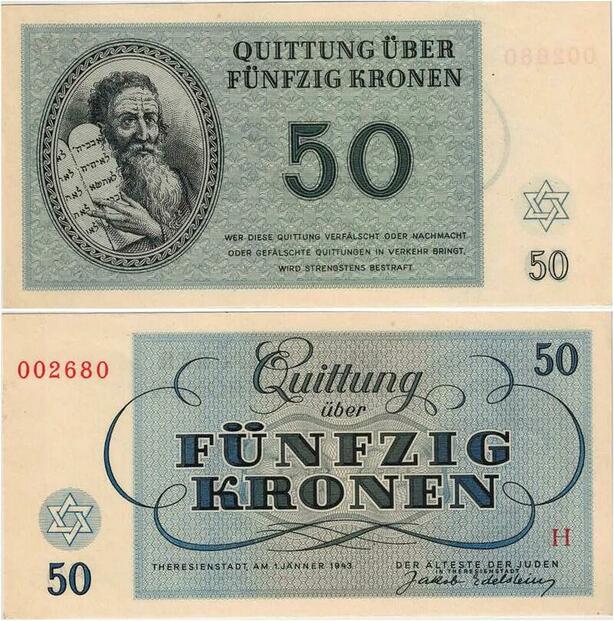 QUITTUNG ÜBER
FÜNFZIG KRONEN
50
WER DIESE QUITTUNG VERFÄLSCHT ODER NACHMACHT
ODER GEFÄLSCHTE QUITTUNGEN IN VERKEHR BRINGT,
WIRD STRENGSTENS BESTRAFT
50
002680
50
Quittung
über
FÜNFZIG
KRONEN
H
50
THERESIENSTADT, AM 1. JÄNNER 1943
DER ÄLTESTE DER JUDEN
IN THERESIENSTADT
Jakob Edelstein